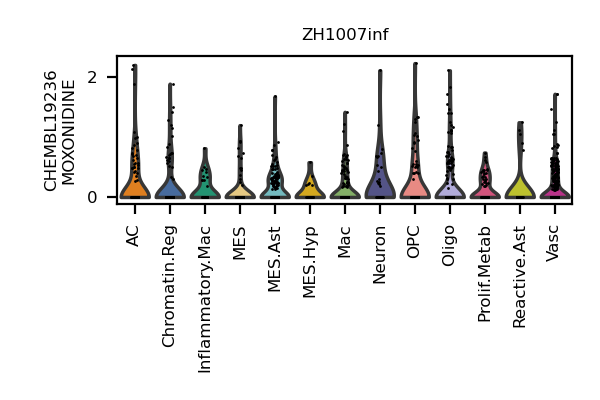 ZH1007inf
CHEMBL19236
MOXONIDINE
2
0
AC
Chromatin.Reg
Inflammatory.Mac
MES
MES.Ast
MES.Hyp
Mac
Neuron
OPC
Oligo
Prolif.Metab
Reactive.Ast
Vasc